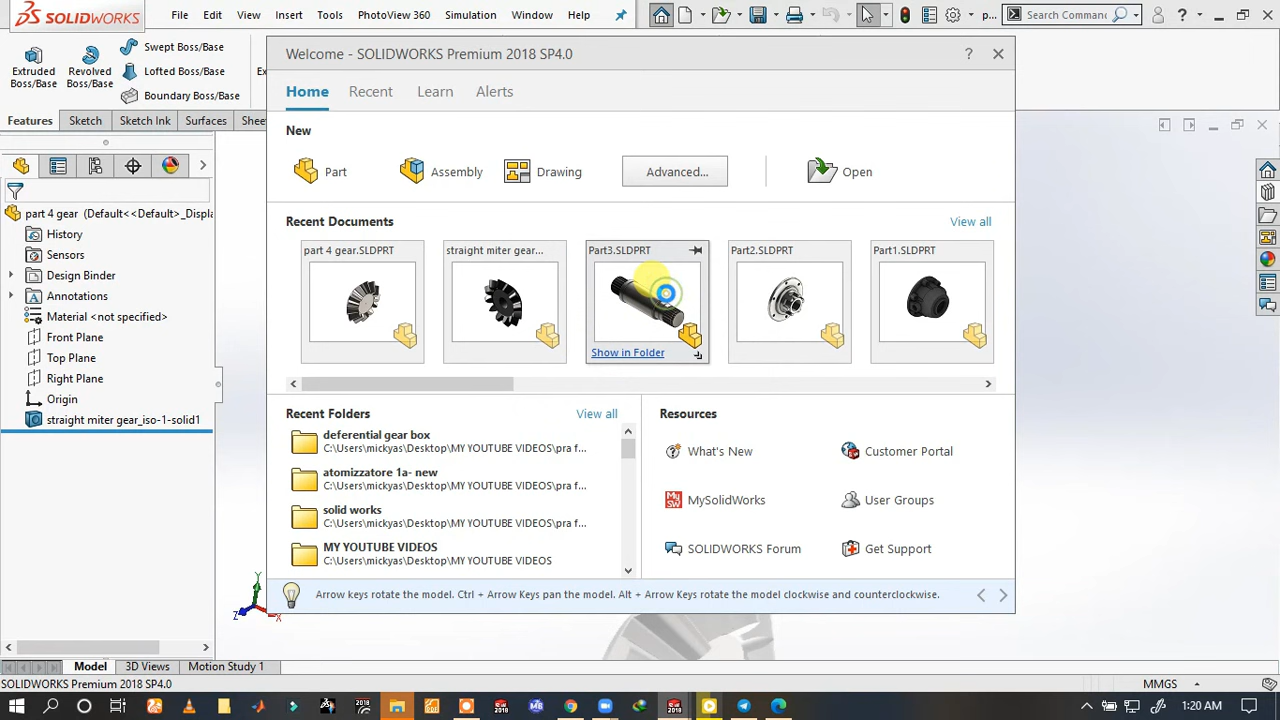 SOLIDWORKS
File Edit View Insert Tools PhotoView 360 Simulation Window Help
p...
Search Commanc
?
Extruded Boss/Base
Revolved Boss/Base
Swept Boss/Base
Lofted Boss/Base
Boundary Boss/Base
Ex
Bo
Features Sketch Sketch Ink Surfaces Shee
part 4 gear (Default<<Default>_Displa
History
Sensors
Design Binder
Annotations
Material <not specified>
Front Plane
Top Plane
Right Plane
Origin
straight miter gear_iso-1-solid1
Welcome - SOLIDWORKS Premium 2018 SP4.0
?
Home Recent Learn Alerts
New
Part Assembly Drawing Advanced... Open
Recent Documents View all
part 4 gear.SLDPRT straight miter gear... Part3.SLDPRT Part2.SLDPRT Part1.SLDPRT
Show in Folder
Recent Folders View all
deferential gear box
C:\Users\mickyas\Desktop\MY YOUTUBE VIDEOS\pra f...
atomizzatore 1a- new
C:\Users\mickyas\Desktop\MY YOUTUBE VIDEOS\pra f...
solid works
C:\Users\mickyas\Desktop\MY YOUTUBE VIDEOS\pra f...
MY YOUTUBE VIDEOS
C:\Users\mickyas\Desktop\MY YOUTUBE VIDEOS
Resources
What's New Customer Portal
MySolidWorks User Groups
SOLIDWORKS Forum Get Support
Arrow keys rotate the model. Ctrl + Arrow Keys pan the model. Alt + Arrow Keys rotate the model clockwise and counterclockwise.
Y
Z
X
Model 3D Views Motion Study 1
SOLIDWORKS Premium 2018 SP4.0
MMGS
1:20 AM